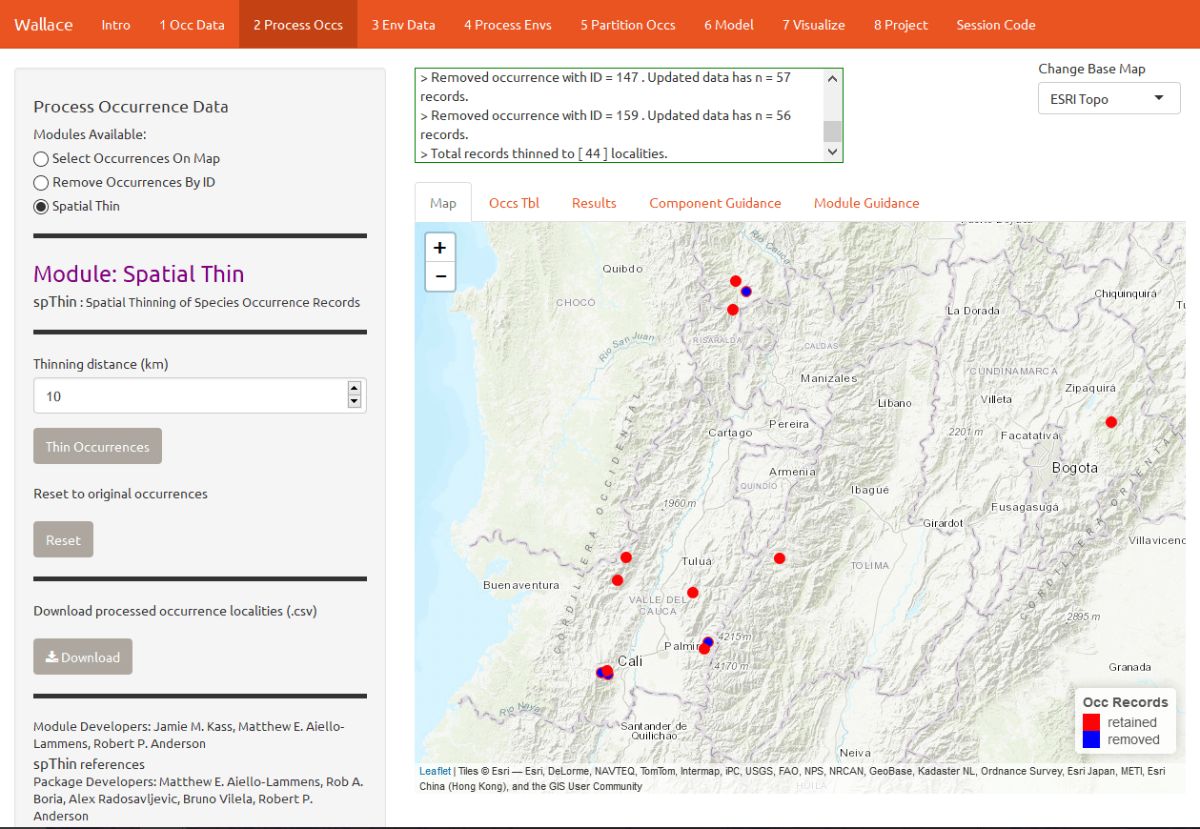 Wallace Intro 1 Occ Data 2 Process Occs 3 Env Data 4 Process Envs 5 Partition Occs 6 Model 7 Visualize 8 Project Session Code
Process Occurrence Data
Modules Available:
Select Occurrences On Map
Remove Occurrences By ID
Spatial Thin
Module: Spatial Thin
spThin : Spatial Thinning of Species Occurrence Records
Thinning distance (km)
10
Thin Occurrences
Reset to original occurrences
Reset
Download processed occurrence localities (.csv)
Download
Module Developers: Jamie M. Kass, Matthew E. Aiello-
Lammens, Robert P. Anderson
spThin references
Package Developers: Matthew E. Aiello-Lammens, Rob A.
Boria, Alex Radosavljevic, Bruno Vilela, Robert P.
Anderson
> Removed occurrence with ID = 147 . Updated data has n = 57
records.
> Removed occurrence with ID = 159 . Updated data has n = 56
records.
> Total records thinned to [ 44 ] localities.
Change Base Map
ESRI Topo
Map Occs Tbl Results Component Guidance Module Guidance
+
−
Rio Cauca
Quibdo
CHOCÓ
Chiquinquirá
La Dorada
Rio San Juan
RISARALDA
CALDAS
Manizales
CUNDINAMARCA
Zipaquirá
Villeta
Libano
Pereira
Cartago
2201 m
Facatativá
Bogota
Armenia
QUINDÍO
Ibagué
1960 m
Fusagasugá
Girardot
CORDILLERA OCCIDENTAL
CORDILLERA ORIENTAL
Villavicenc
Tulua
TOLIMA
Buenaventura
VALLE DEL
CAUCA
2895 m
4215m
Palmir
Cali
4170 m
Granada
Rio Naya
Santander de
Quilichao
Neiva
HUILA
Occ Records
retained
removed
Leaflet | Tiles © Esri — Esri, DeLorme, NAVTEQ, TomTom, Intermap, iPC, USGS, FAO, NPS, NRCAN, GeoBase, Kadaster NL, Ordnance Survey, Esri Japan, METI, Esri
China (Hong Kong), and the GIS User Community